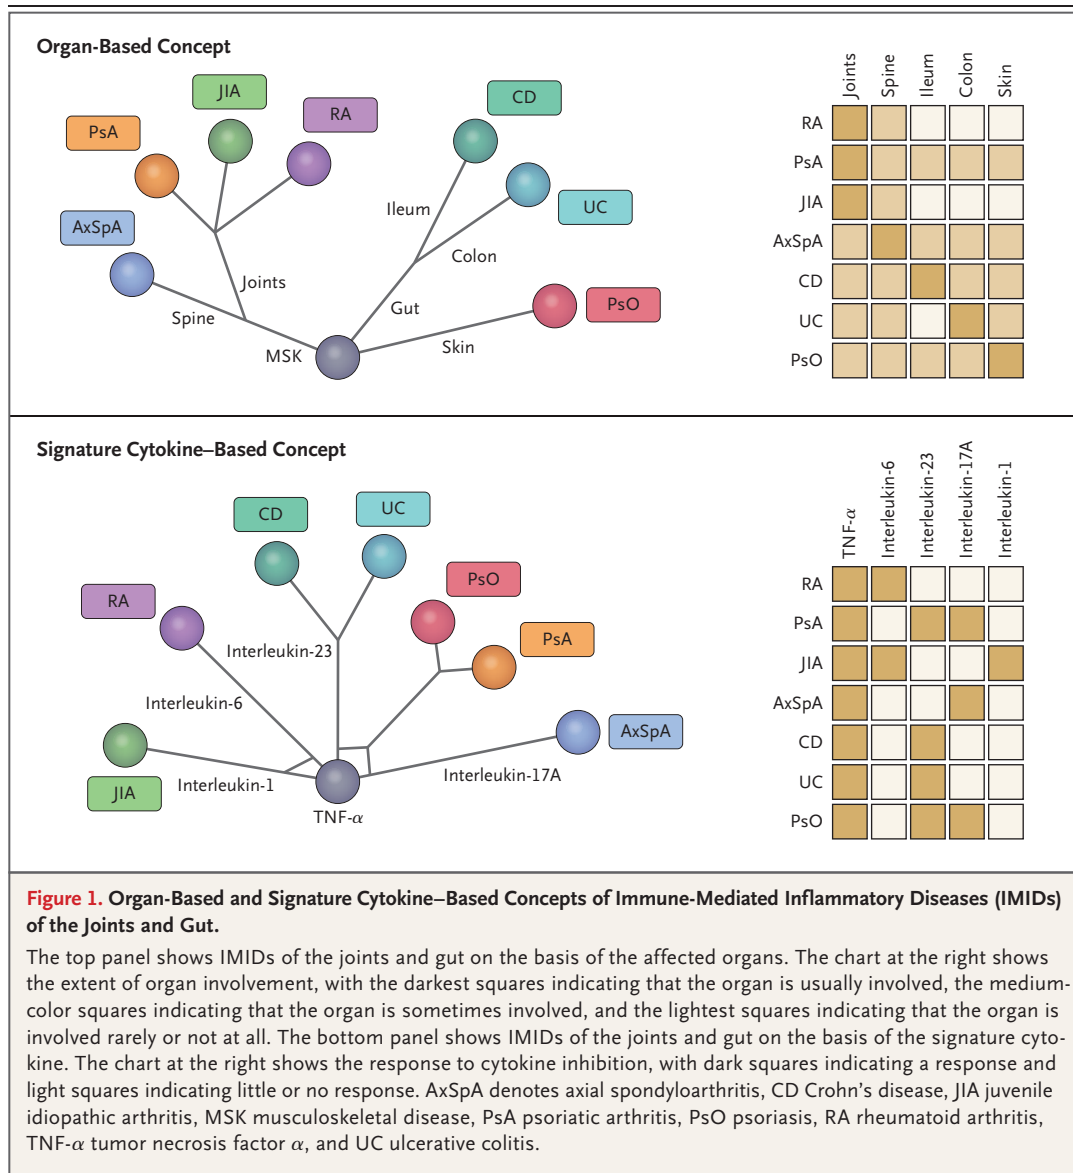 Organ-Based Concept
JIA
CD
PsA
RA
UC
AxSpA
Ileum
Colon
Joints
Spine
Gut
PsO
MSK
Skin
Joints
Spine
Ileum
Colon
Skin
RA
PsA
JIA
AxSpA
CD
UC
PsO
Signature Cytokine–Based Concept
CD
UC
PsO
RA
PsA
Interleukin-23
Interleukin-6
AxSpA
Interleukin-1
Interleukin-17A
JIA
TNF-α
TNF-α
Interleukin-6
Interleukin-23
Interleukin-17A
Interleukin-1
RA
PsA
JIA
AxSpA
CD
UC
PsO
Figure 1. Organ-Based and Signature Cytokine–Based Concepts of Immune-Mediated Inflammatory Diseases (IMIDs)
of the Joints and Gut.
The top panel shows IMIDs of the joints and gut on the basis of the affected organs. The chart at the right shows
the extent of organ involvement, with the darkest squares indicating that the organ is usually involved, the medium-
color squares indicating that the organ is sometimes involved, and the lightest squares indicating that the organ is
involved rarely or not at all. The bottom panel shows IMIDs of the joints and gut on the basis of the signature cyto-
kine. The chart at the right shows the response to cytokine inhibition, with dark squares indicating a response and
light squares indicating little or no response. AxSpA denotes axial spondyloarthritis, CD Crohn's disease, JIA juvenile
idiopathic arthritis, MSK musculoskeletal disease, PsA psoriatic arthritis, PsO psoriasis, RA rheumatoid arthritis,
TNF-α tumor necrosis factor α, and UC ulcerative colitis.